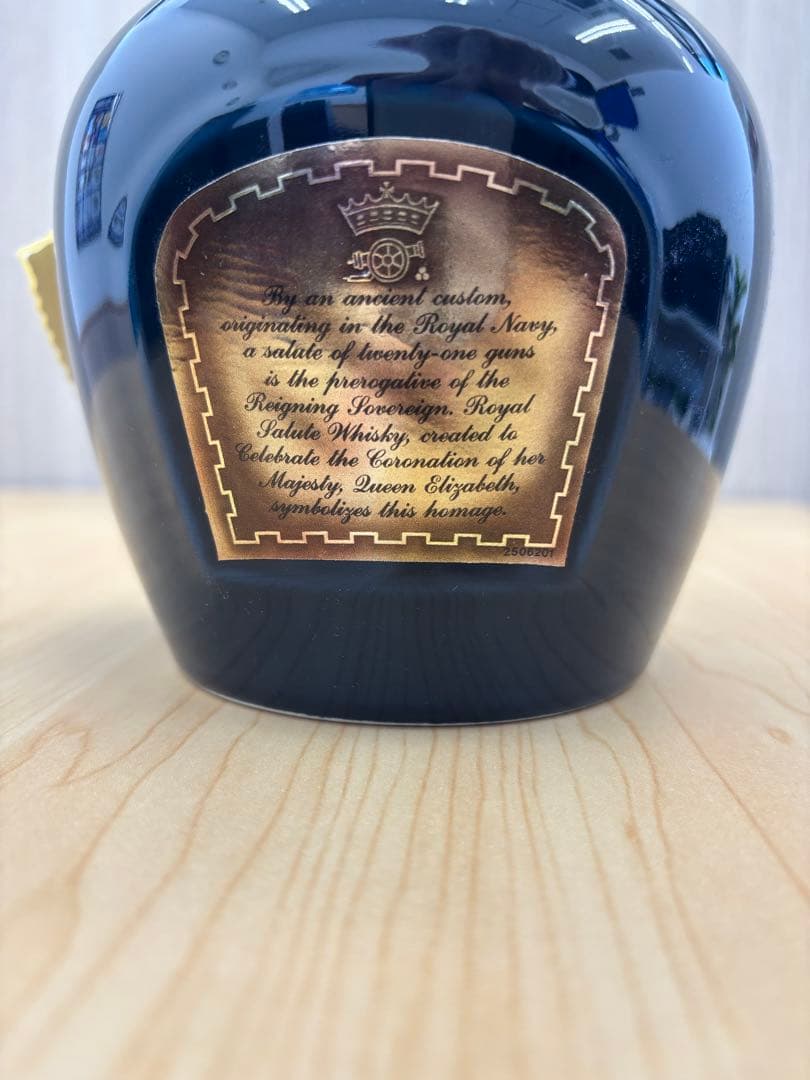 By an ancient custom,
originating in the Royal Navy,
a salute of twenty-one guns
is the prerogative of the
Reigning Sovereign. Royal
Salute Whisky, created to
Celebrate the Coronation of her
Majesty, Queen Elizabeth,
symbolizes this homage.
2506201